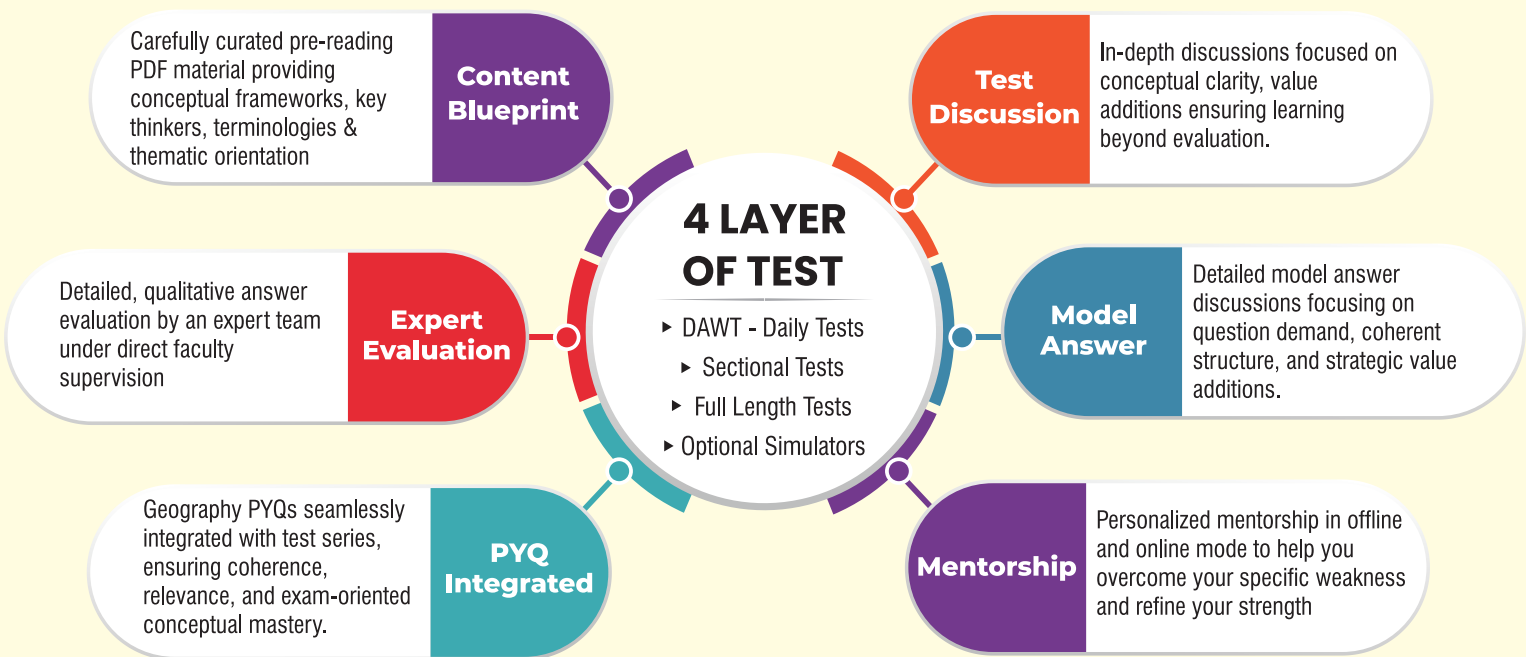 Carefully curated pre-reading
PDF material providing
conceptual frameworks, key
thinkers, terminologies &
thematic orientation
Content
Blueprint
Detailed, qualitative answer
evaluation by an expert team
under direct faculty
supervision
Expert
Evaluation
Geography PYQs seamlessly
integrated with test series,
ensuring coherence,
relevance, and exam-oriented
conceptual mastery.
PYQ
Integrated
4 LAYER
OF TEST
▸ DAWT - Daily Tests
▸ Sectional Tests
▸ Full Length Tests
▸ Optional Simulators
Test
Discussion
In-depth discussions focused on
conceptual clarity, value
additions ensuring learning
beyond evaluation.
Model
Answer
Detailed model answer
discussions focusing on
question demand, coherent
structure, and strategic value
additions.
Mentorship
Personalized mentorship in offline
and online mode to help you
overcome your specific weakness
and refine your strength